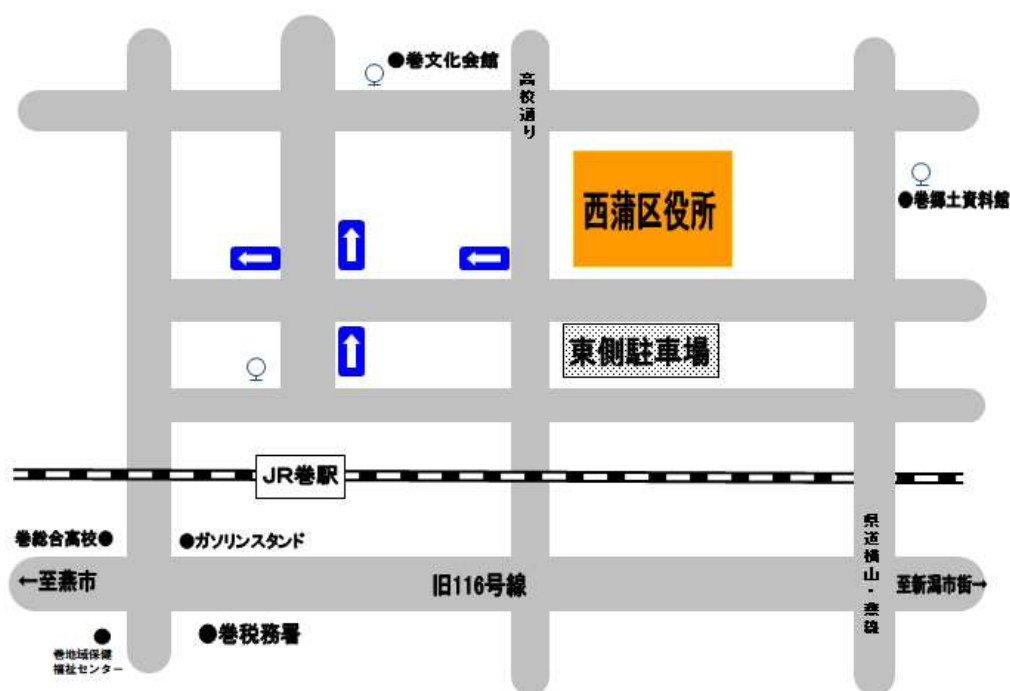 ●巻文化会館
高校通り
西蒲区役所
●巻郷土資料館
東側駐車場
JR巻駅
巻総合高校●
●ガソリンスタンド
県道横山・燕線
←至燕市
旧116号線
至新潟市街→
●巻税務署
巻地域保健
福祉センター